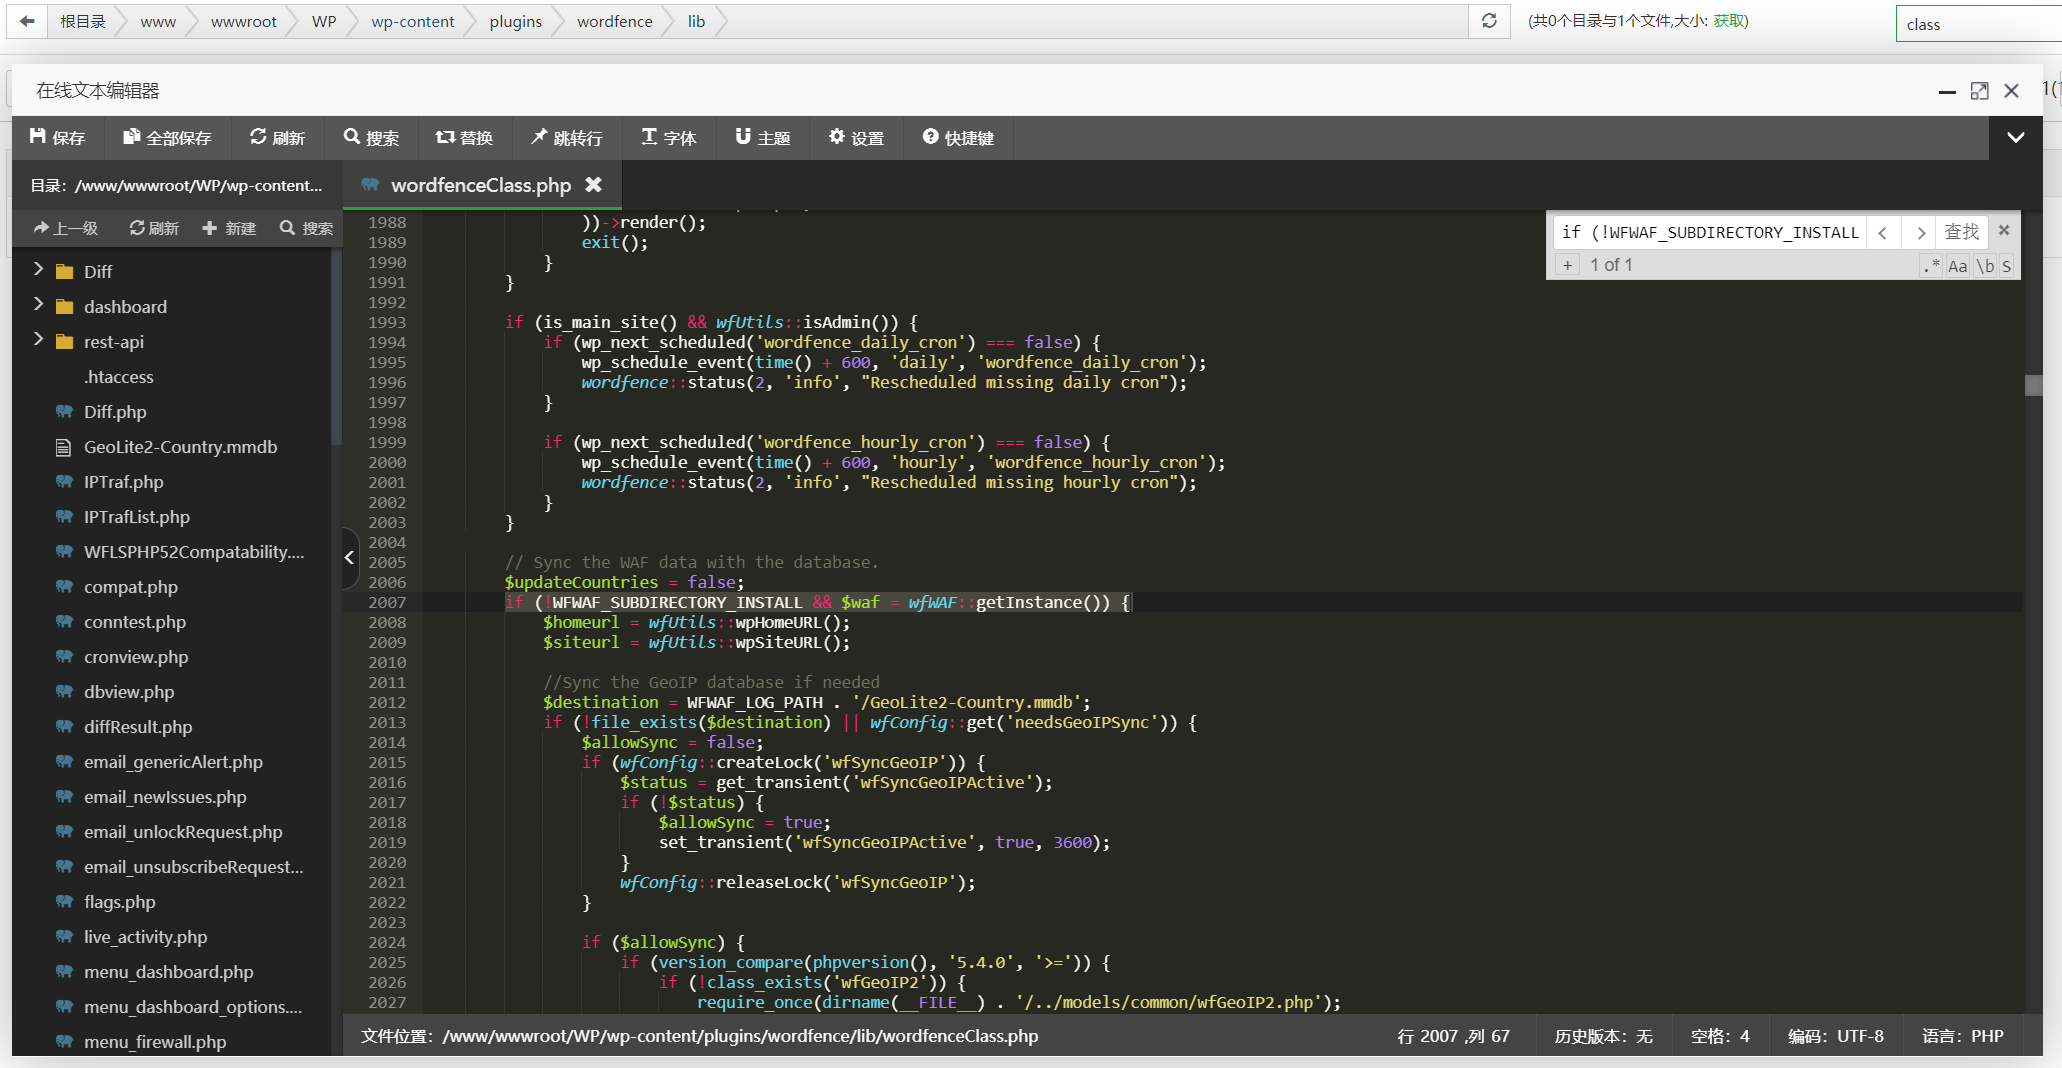 根目录 www wwwroot WP wp-content plugins wordfence lib (共0个目录与1个文件,大小: 获取) class
在线文本编辑器
保存 全部保存 刷新 搜索 替换 跳转行 字体 主题 设置 快捷键
目录: /www/wwwroot/WP/wp-content...
上一级 刷新 新建 搜索
Diff
dashboard
rest-api
.htaccess
Diff.php
GeoLite2-Country.mmdb
IPTraf.php
IPTrafList.php
WFLSPHP52Compatability....
compat.php
conntest.php
cronview.php
dbview.php
diffResult.php
email_genericAlert.php
email_newIssues.php
email_unlockRequest.php
email_unsubscribeRequest...
flags.php
live_activity.php
menu_dashboard.php
menu_dashboard_options....
menu_firewall.php
wordfenceClass.php
if (!WFWAF_SUBDIRECTORY_INSTALL < > 查找 ×
+ 1 of 1 .* Aa \b S
1988 ))->render();
1989 exit();
1990 }
1991 }
1992
1993 if (is_main_site() && wfUtils::isAdmin()) {
1994 if (wp_next_scheduled('wordfence_daily_cron') === false) {
1995 wp_schedule_event(time() + 600, 'daily', 'wordfence_daily_cron');
1996 wordfence::status(2, 'info', "Rescheduled missing daily cron");
1997 }
1998
1999 if (wp_next_scheduled('wordfence_hourly_cron') === false) {
2000 wp_schedule_event(time() + 600, 'hourly', 'wordfence_hourly_cron');
2001 wordfence::status(2, 'info', "Rescheduled missing hourly cron");
2002 }
2003 }
2004
2005 // Sync the WAF data with the database.
2006 $updateCountries = false;
2007 if (!WFWAF_SUBDIRECTORY_INSTALL && $waf = wfWAF::getInstance()) {
2008 $homeurl = wfUtils::wpHomeURL();
2009 $siteurl = wfUtils::wpSiteURL();
2010
2011 //Sync the GeoIP database if needed
2012 $destination = WFWAF_LOG_PATH . '/GeoLite2-Country.mmdb';
2013 if (!file_exists($destination) || wfConfig::get('needsGeoIPSync')) {
2014 $allowSync = false;
2015 if (wfConfig::createLock('wfSyncGeoIP')) {
2016 $status = get_transient('wfSyncGeoIPActive');
2017 if (!$status) {
2018 $allowSync = true;
2019 set_transient('wfSyncGeoIPActive', true, 3600);
2020 }
2021 wfConfig::releaseLock('wfSyncGeoIP');
2022 }
2023
2024 if ($allowSync) {
2025 if (version_compare(phpversion(), '5.4.0', '>=')) {
2026 if (!class_exists('wfGeoIP2')) {
2027 require_once(dirname(__FILE__) . '/../models/common/wfGeoIP2.php');
文件位置: /www/wwwroot/WP/wp-content/plugins/wordfence/lib/wordfenceClass.php 行 2007 ,列 67 历史版本: 无 空格: 4 编码: UTF-8 语言: PHP